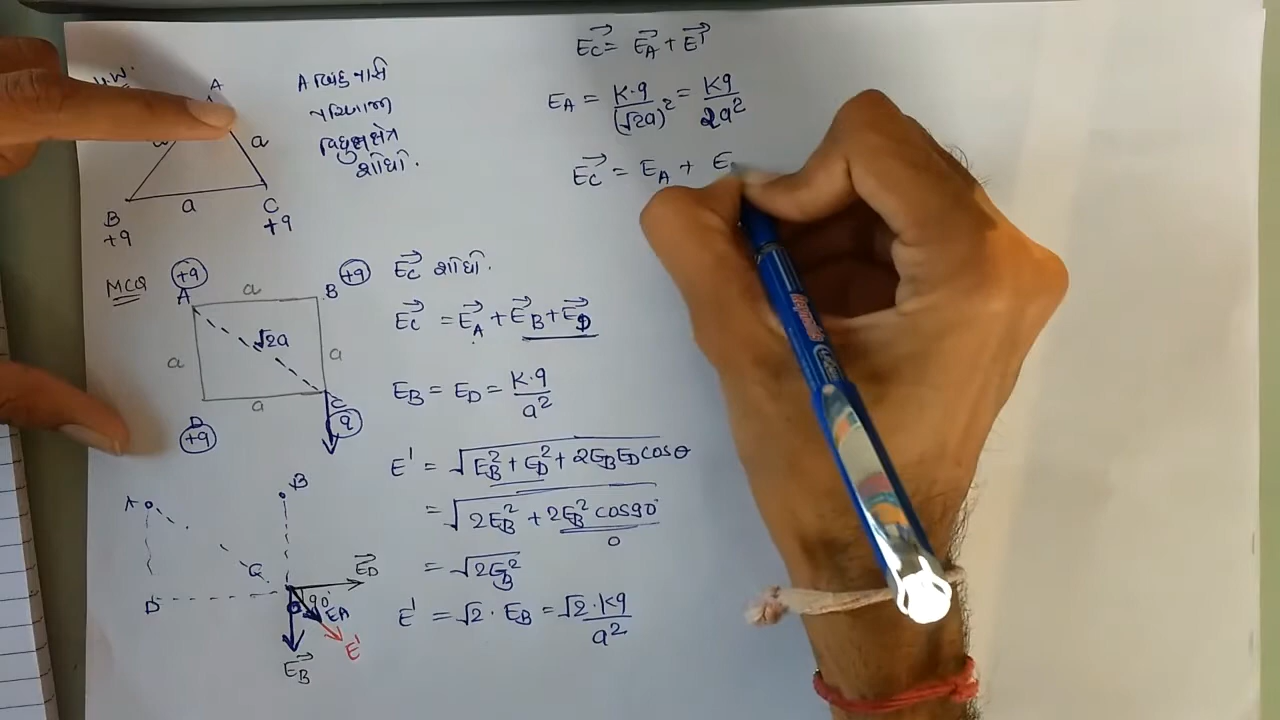 H.W.
A
a
a
B
+q
C
+q
A બિંદુ પાસે
પરિણામી
વિદ્યુતક્ષેત્ર
શોધો.
MCQ
+q
A
a
+q
B
a
√2a
a
D
+q
a
C
q
A
B
D
C
90°
E⃗D
EA
E'
E⃗B
E⃗C શોધો.
E⃗C = E⃗A + E⃗B + E⃗D
EB = ED = K·q/a²
E' = √(EB² + ED² + 2EBED cosθ)
= √(2EB² + 2EB² cos90°)
0
= √(2EB²)
E' = √2 · EB = √2·Kq/a²
E⃗C = E⃗A + E⃗'
EA = K·q/(√2a)² = Kq/2a²
E⃗C = EA + E